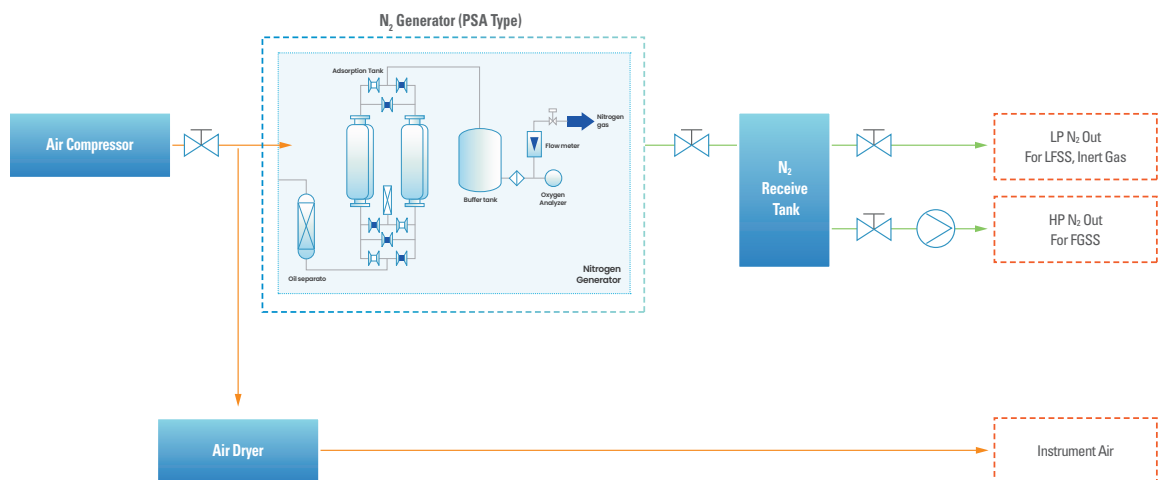 N₂ Generator (PSA Type)
Adsorption Tank
Air Compressor
Nitrogen
gas
Flow meter
Buffer tank
Oxygen
Analyzer
Oil separato
Nitrogen
Generator
N₂
Receive
Tank
LP N₂ Out
For LFSS, Inert Gas
HP N₂ Out
For FGSS
Air Dryer
Instrument Air